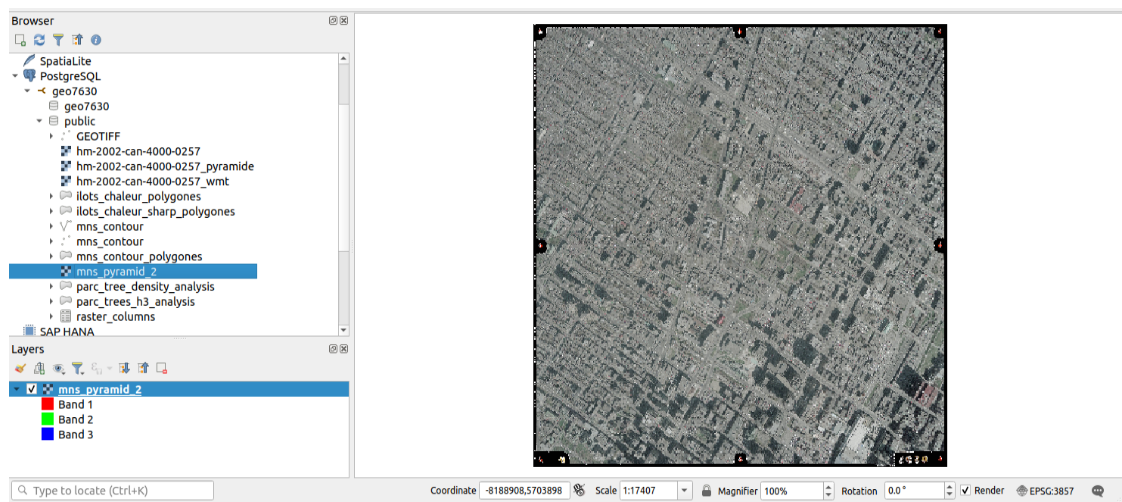 Browser
SpatiaLite
PostgreSQL
geo7630
geo7630
public
GEOTIFF
hm-2002-can-4000-0257
hm-2002-can-4000-0257_pyramide
hm-2002-can-4000-0257_wmt
ilots_chaleur_polygones
ilots_chaleur_sharp_polygones
mns_contour
mns_contour
mns_contour_polygones
mns_pyramid_2
parc_tree_density_analysis
parc_trees_h3_analysis
raster_columns
SAP HANA
Layers
mns_pyramid_2
Band 1
Band 2
Band 3
Type to locate (Ctrl+K)
Coordinate -8188908,5703898 Scale 1:17407 Magnifier 100% Rotation 0.0 ° Render EPSG:3857